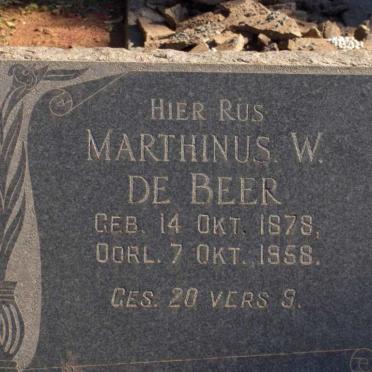 HIER RUS
MARTHINUS. W.
DE BEER
GEB. 14 OKT. 1878,
OORL. 7 OKT. 1958.
GES. 20 VERS 9.